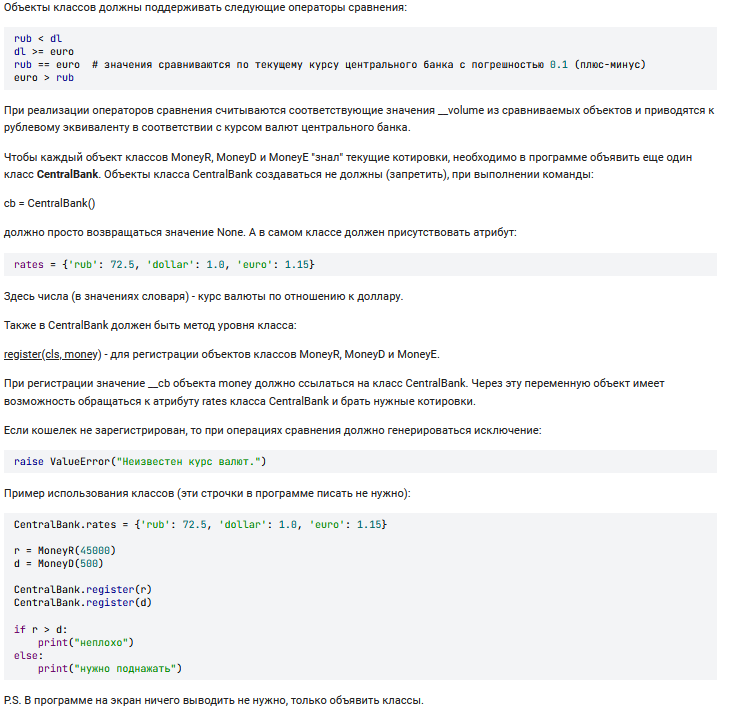 Объекты классов должны поддерживать следующие операторы сравнения:
rub < dl
dl >= euro
rub == euro  # значения сравниваются по текущему курсу центрального банка с погрешностью 0.1 (плюс-минус)
euro > rub
При реализации операторов сравнения считываются соответствующие значения __volume из сравниваемых объектов и приводятся к
рублевому эквиваленту в соответствии с курсом валют центрального банка.
Чтобы каждый объект классов MoneyR, MoneyD и MoneyE "знал" текущие котировки, необходимо в программе объявить еще один
класс CentralBank. Объекты класса CentralBank создаваться не должны (запретить), при выполнении команды:
cb = CentralBank()
должно просто возвращаться значение None. А в самом классе должен присутствовать атрибут:
rates = {'rub': 72.5, 'dollar': 1.0, 'euro': 1.15}
Здесь числа (в значениях словаря) - курс валюты по отношению к доллару.
Также в CentralBank должен быть метод уровня класса:
register(cls, money) - для регистрации объектов классов MoneyR, MoneyD и MoneyE.
При регистрации значение __cb объекта money должно ссылаться на класс CentralBank. Через эту переменную объект имеет
возможность обращаться к атрибуту rates класса CentralBank и брать нужные котировки.
Если кошелек не зарегистрирован, то при операциях сравнения должно генерироваться исключение:
raise ValueError("Неизвестен курс валют.")
Пример использования классов (эти строчки в программе писать не нужно):
CentralBank.rates = {'rub': 72.5, 'dollar': 1.0, 'euro': 1.15}
r = MoneyR(45000)
d = MoneyD(500)
CentralBank.register(r)
CentralBank.register(d)
if r > d:
    print("неплохо")
else:
    print("нужно поднажать")
P.S. В программе на экран ничего выводить не нужно, только объявить классы.